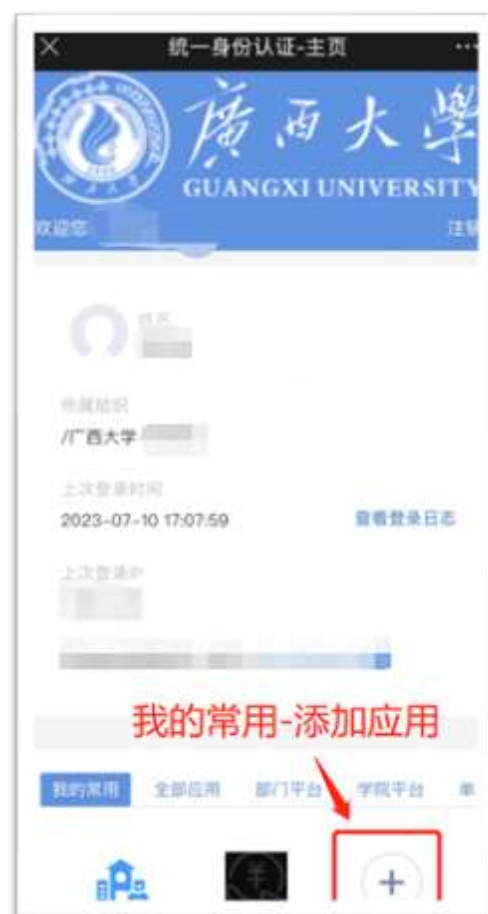 统一身份认证-主页
廣西大學
GUANGXI UNIVERSITY
欢迎您 注销
姓名
所属组织
/广西大学
上次登录时间
2023-07-10 17:07:59 查看登录日志
上次登录IP
我的常用-添加应用
我的常用 全部应用 部门平台 学院平台 单